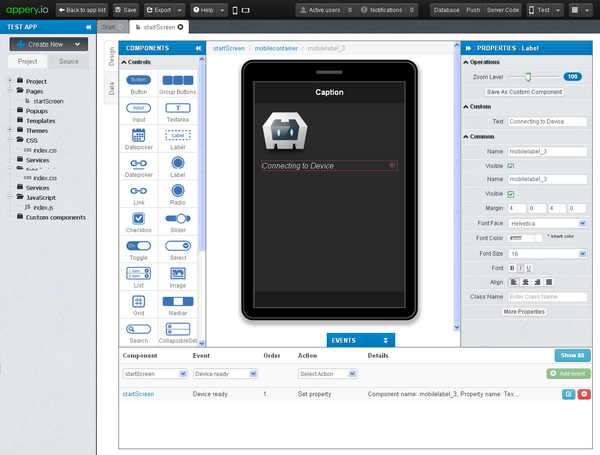 appery.io
Back to app list
Save
Export
Help
Active users 0
Notifications 0
Database
Push
Server Code
Test
TEST APP
Create New
Project
Source
Project
Pages
startScreen
Popups
Templates
Themes
CSS
index.css
Services
index.css
Services
JavaScript
index.js
Custom components
Start
startScreen
Design
Data
COMPONENTS
Controls
Button
Button
Group Buttons
Input
Input
Textarea
Datepicker
Label
Label
Datepicker
Label
Link
Radio
Checkbox
Slider
On
Toggle
Select
List
Image
Grid
Navbar
Search
CollapsibleSet
startScreen / mobilecontainer / mobilelabel_3
Caption
Connecting to Device
PROPERTIES - Label
Operations
Zoom Level 100
Save As Custom Component
Custom
Text Connecting to Device
Common
Name mobilelabel_3
Visible
Name mobilelabel_3
Visible
Margin 4 0 4 0
Font Face Helvetica
Font Color #ffffff * Inherit color
Font Size 16
Font B I U
Align
Class Name Enter Class Name
More Properties
EVENTS
Component Event Order Action Details
Show All
startScreen Device ready Select Action
Add event
startScreen Device ready 1. Set property Component name: mobilelabel_3, Property name: Tex...